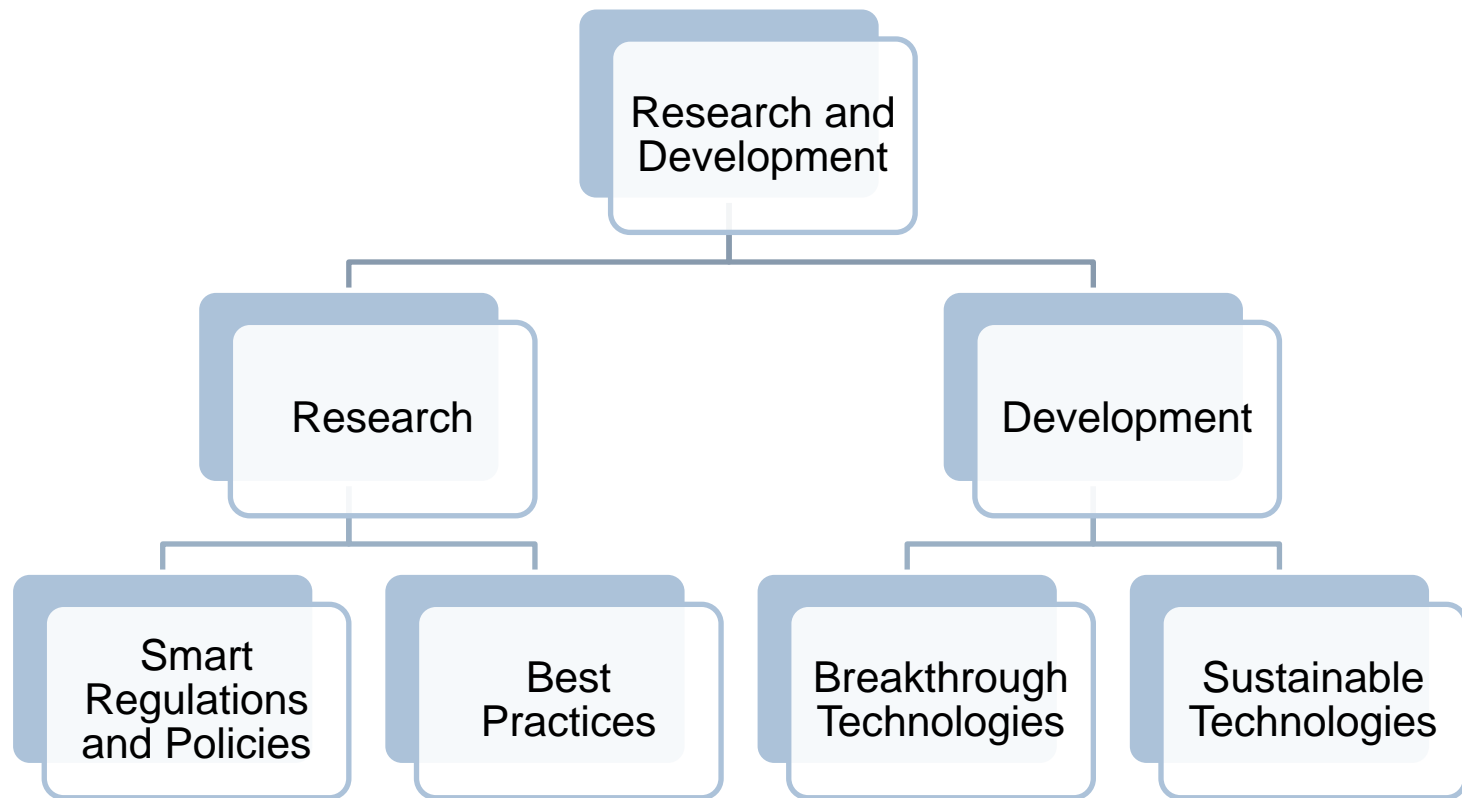 Research and
Development
Research
Development
Smart
Regulations
and Policies
Best
Practices
Breakthrough
Technologies
Sustainable
Technologies